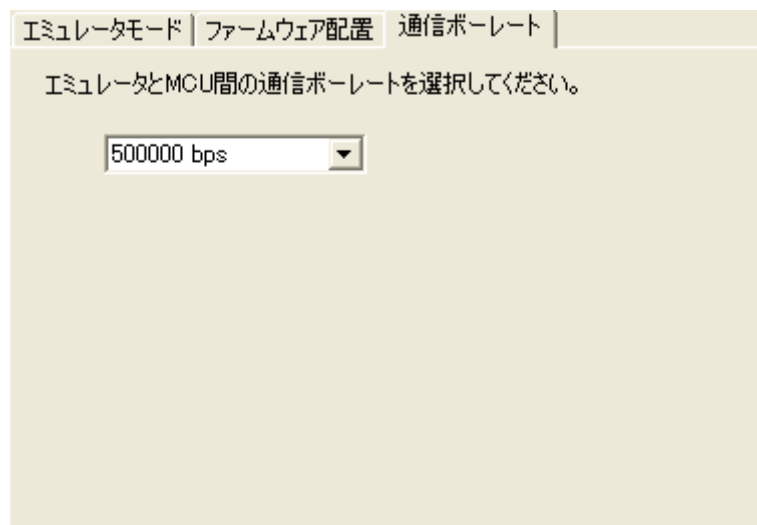 エミュレータモード ファームウェア配置 通信ボーレート
エミュレータとMCU間の通信ボーレートを選択してください。
500000 bps